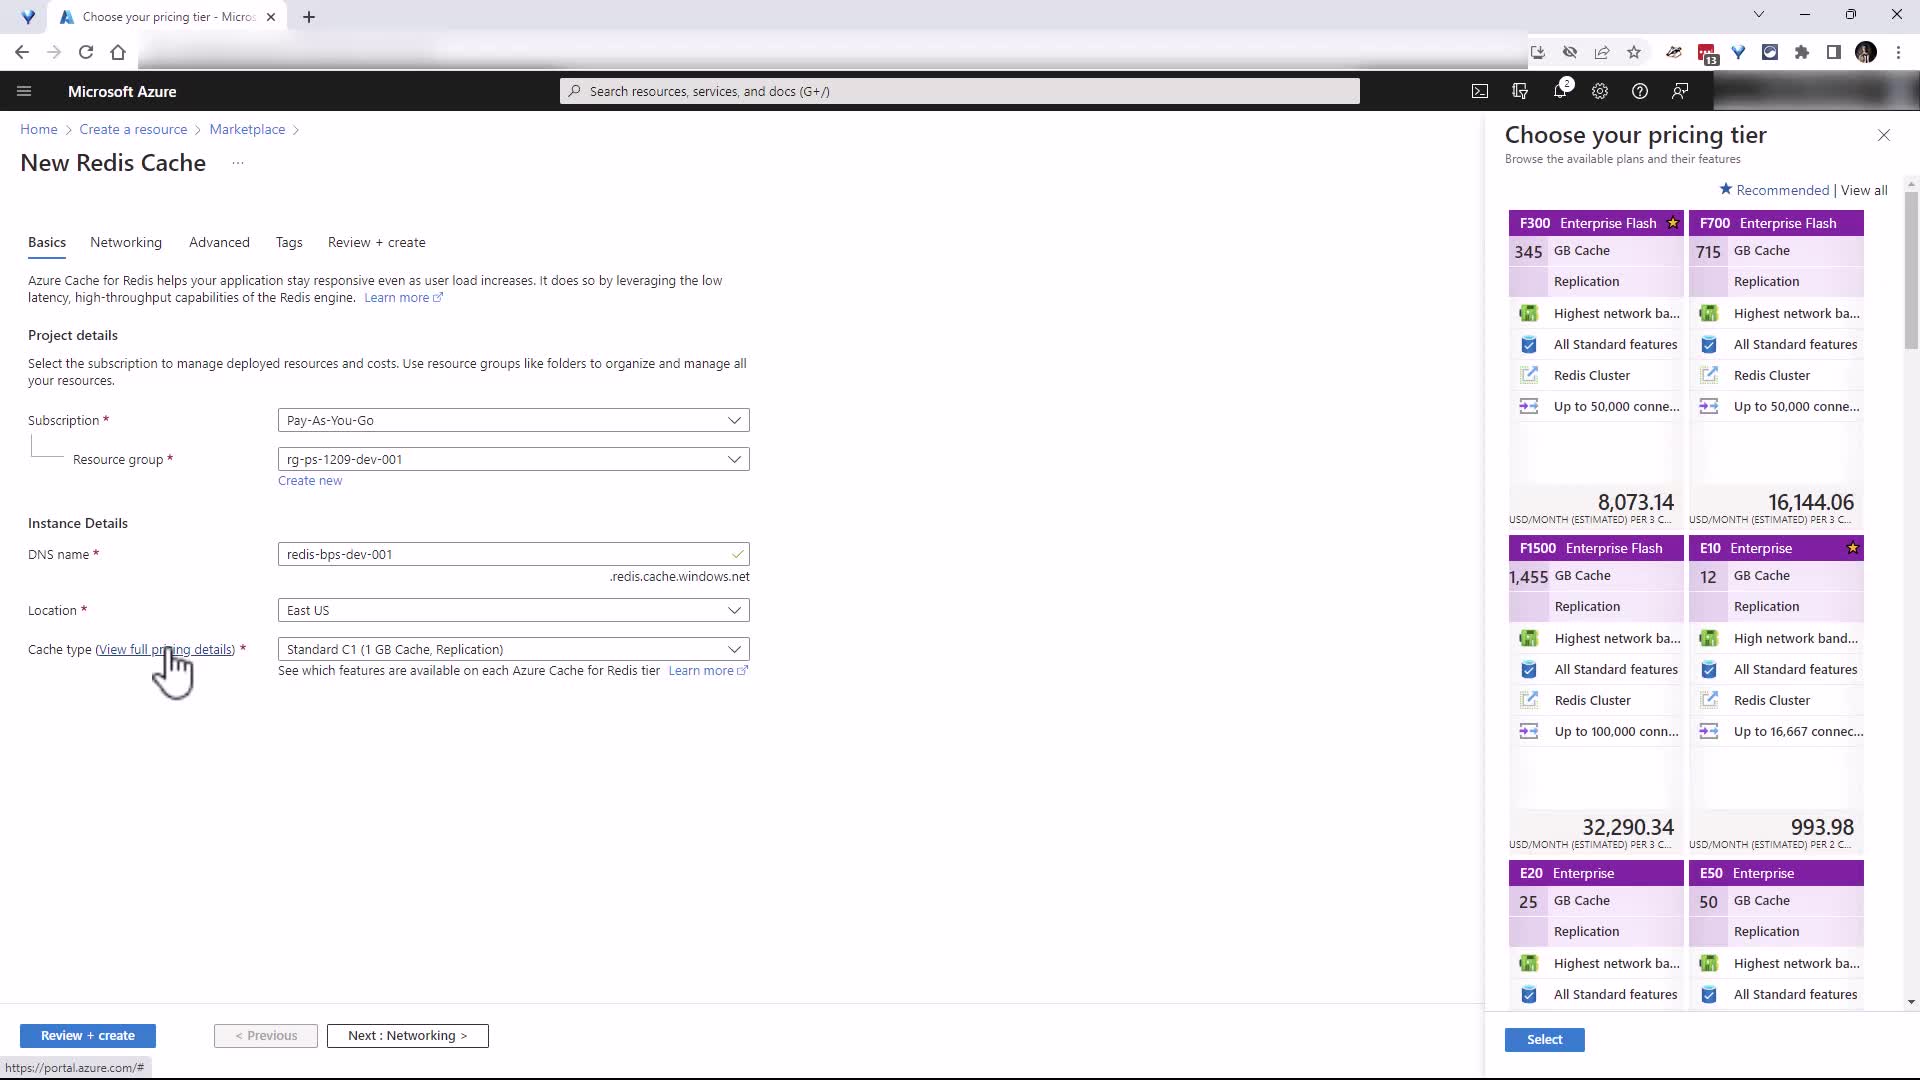 Choose your pricing tier - Micros
13
Microsoft Azure
Search resources, services, and docs (G+/)
2
Home > Create a resource > Marketplace >
New Redis Cache ...
Basics Networking Advanced Tags Review + create
Azure Cache for Redis helps your application stay responsive even as user load increases. It does so by leveraging the low
latency, high-throughput capabilities of the Redis engine. Learn more
Project details
Select the subscription to manage deployed resources and costs. Use resource groups like folders to organize and manage all
your resources.
Subscription * Pay-As-You-Go
Resource group * rg-ps-1209-dev-001
Create new
Instance Details
DNS name * redis-bps-dev-001
.redis.cache.windows.net
Location * East US
Cache type (View full pricing details) * Standard C1 (1 GB Cache, Replication)
See which features are available on each Azure Cache for Redis tier Learn more
Review + create < Previous Next : Networking >
https://portal.azure.com/#
Choose your pricing tier
Browse the available plans and their features
Recommended | View all
F300 Enterprise Flash
345 GB Cache
Replication
Highest network ba...
All Standard features
Redis Cluster
Up to 50,000 conne...
8,073.14
USD/MONTH (ESTIMATED) PER 3 C...
F700 Enterprise Flash
715 GB Cache
Replication
Highest network ba...
All Standard features
Redis Cluster
Up to 50,000 conne...
16,144.06
USD/MONTH (ESTIMATED) PER 3 C...
F1500 Enterprise Flash
1,455 GB Cache
Replication
Highest network ba...
All Standard features
Redis Cluster
Up to 100,000 conn...
32,290.34
USD/MONTH (ESTIMATED) PER 3 C...
E10 Enterprise
12 GB Cache
Replication
High network band...
All Standard features
Redis Cluster
Up to 16,667 connec...
993.98
USD/MONTH (ESTIMATED) PER 2 C...
E20 Enterprise
25 GB Cache
Replication
Highest network ba...
All Standard features
E50 Enterprise
50 GB Cache
Replication
Highest network ba...
All Standard features
Select